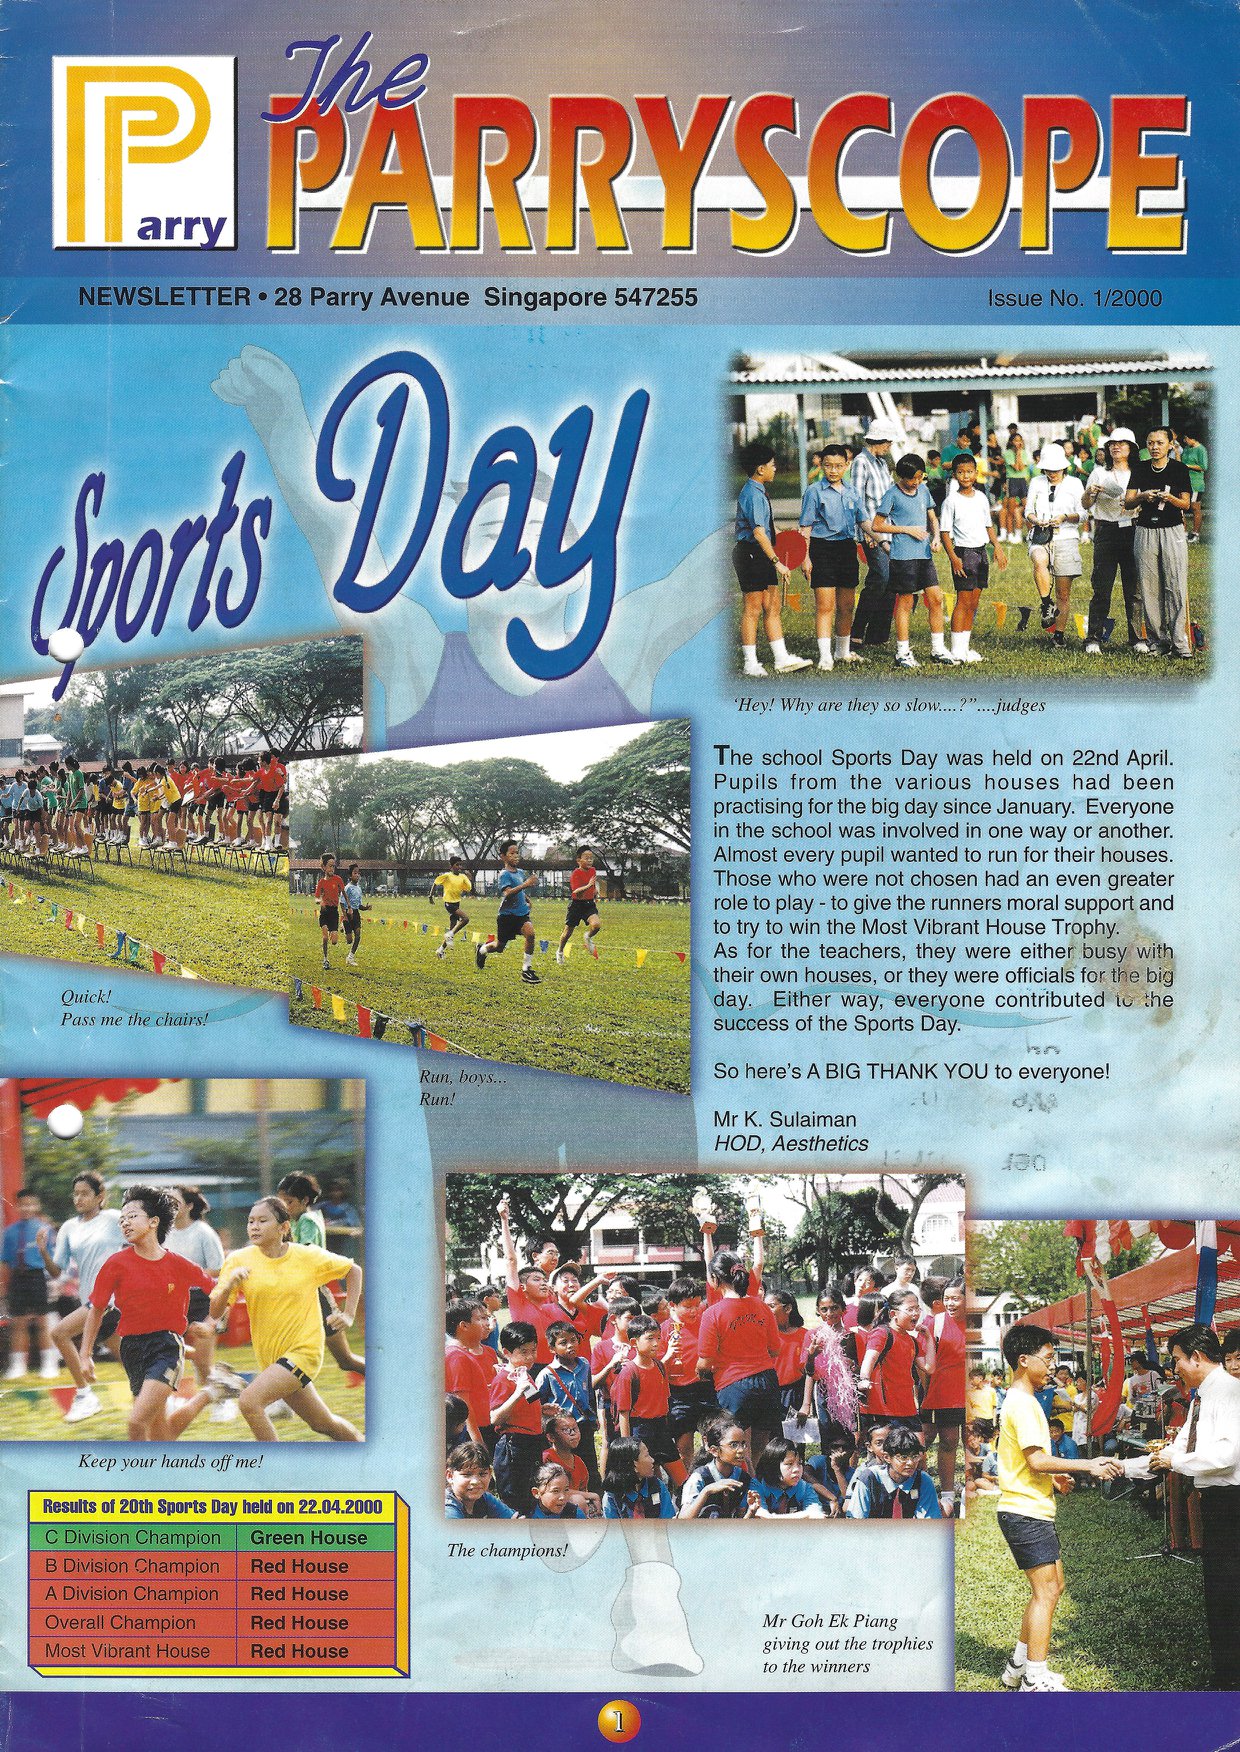 Parry
The
PARRYSCOPE
NEWSLETTER • 28 Parry Avenue Singapore 547255
Issue No. 1/2000
Sports Day
‘Hey! Why are they so slow....?”....judges
The school Sports Day was held on 22nd April.
Pupils from the various houses had been
practising for the big day since January. Everyone
in the school was involved in one way or another.
Almost every pupil wanted to run for their houses.
Those who were not chosen had an even greater
role to play - to give the runners moral support and
to try to win the Most Vibrant House Trophy.
As for the teachers, they were either busy with
their own houses, or they were officials for the big
day. Either way, everyone contributed to the
success of the Sports Day.
So here's A BIG THANK YOU to everyone!
Mr K. Sulaiman
HOD, Aesthetics
Quick!
Pass me the chairs!
Run, boys...
Run!
Keep your hands off me!
Results of 20th Sports Day held on 22.04.2000
C Division Champion Green House
B Division Champion Red House
A Division Champion Red House
Overall Champion Red House
Most Vibrant House Red House
The champions!
Mr Goh Ek Piang
giving out the trophies
to the winners
1